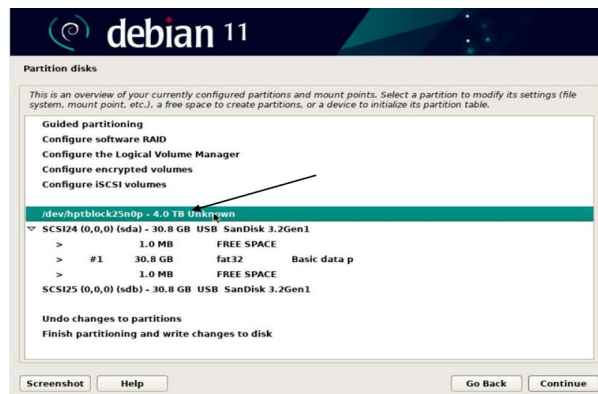 debian 11
Partition disks
This is an overview of your currently configured partitions and mount points. Select a partition to modify its settings (file
system, mount point, etc.), a free space to create partitions, or a device to initialize its partition table.
Guided partitioning
Configure software RAID
Configure the Logical Volume Manager
Configure encrypted volumes
Configure iSCSI volumes
/dev/hptblock25n0p - 4.0 TB Unknown
SCSI24 (0,0,0) (sda) - 30.8 GB USB SanDisk 3.2Gen1
> 1.0 MB FREE SPACE
> #1 30.8 GB fat32 Basic data p
> 1.0 MB FREE SPACE
SCSI25 (0,0,0) (sdb) - 30.8 GB USB SanDisk 3.2Gen1
Undo changes to partitions
Finish partitioning and write changes to disk
Screenshot Help Go Back Continue